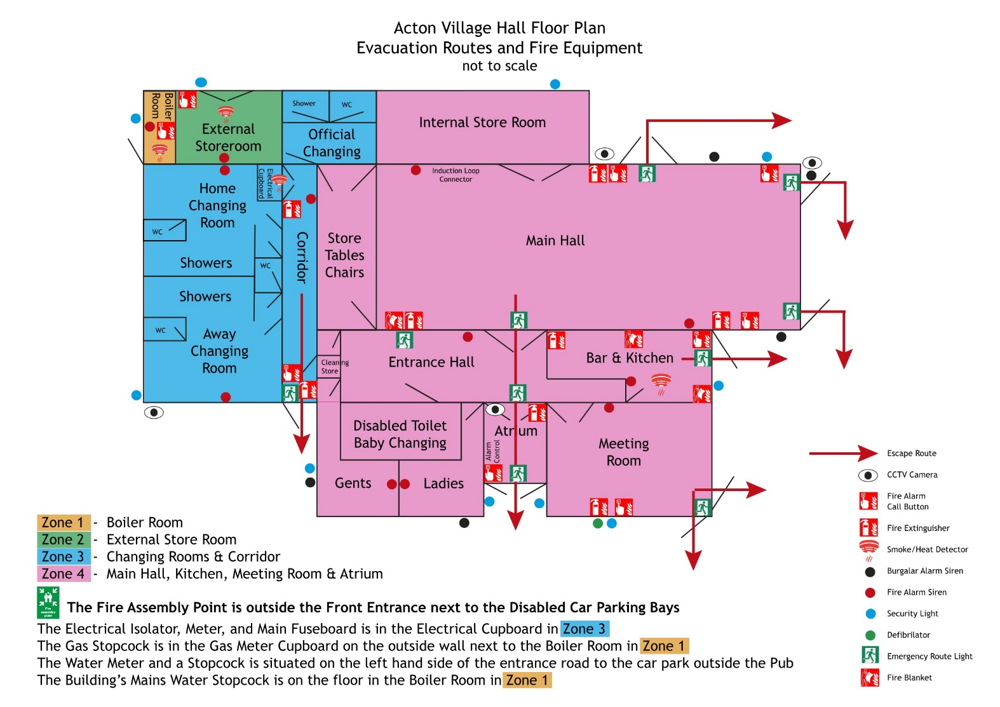 Acton Village Hall Floor Plan
Evacuation Routes and Fire Equipment
not to scale
Boiler
Room
External
Storeroom
Shower
WC
Official
Changing
Internal Store Room
Electrical
Cupboard
Induction Loop
Connector
Home
Changing
Room
WC
Showers
WC
Corridor
Store
Tables
Chairs
Main Hall
Showers
WC
Away
Changing
Room
Cleaning
Store
Entrance Hall
Bar & Kitchen
Disabled Toilet
Baby Changing
Atrium
Alarm
Control
Meeting
Room
Gents
Ladies
Escape Route
CCTV Camera
Fire Alarm
Call Button
Fire Extinguisher
Smoke/Heat Detector
Burgalar Alarm Siren
Fire Alarm Siren
Security Light
Defibrilator
Emergency Route Light
Fire Blanket
Zone 1 - Boiler Room
Zone 2 - External Store Room
Zone 3 - Changing Rooms & Corridor
Zone 4 - Main Hall, Kitchen, Meeting Room & Atrium
Fire
assembly
point
The Fire Assembly Point is outside the Front Entrance next to the Disabled Car Parking Bays
The Electrical Isolator, Meter, and Main Fuseboard is in the Electrical Cupboard in Zone 3
The Gas Stopcock is in the Gas Meter Cupboard on the outside wall next to the Boiler Room in Zone 1
The Water Meter and a Stopcock is situated on the left hand side of the entrance road to the car park outside the Pub
The Building's Mains Water Stopcock is on the floor in the Boiler Room in Zone 1